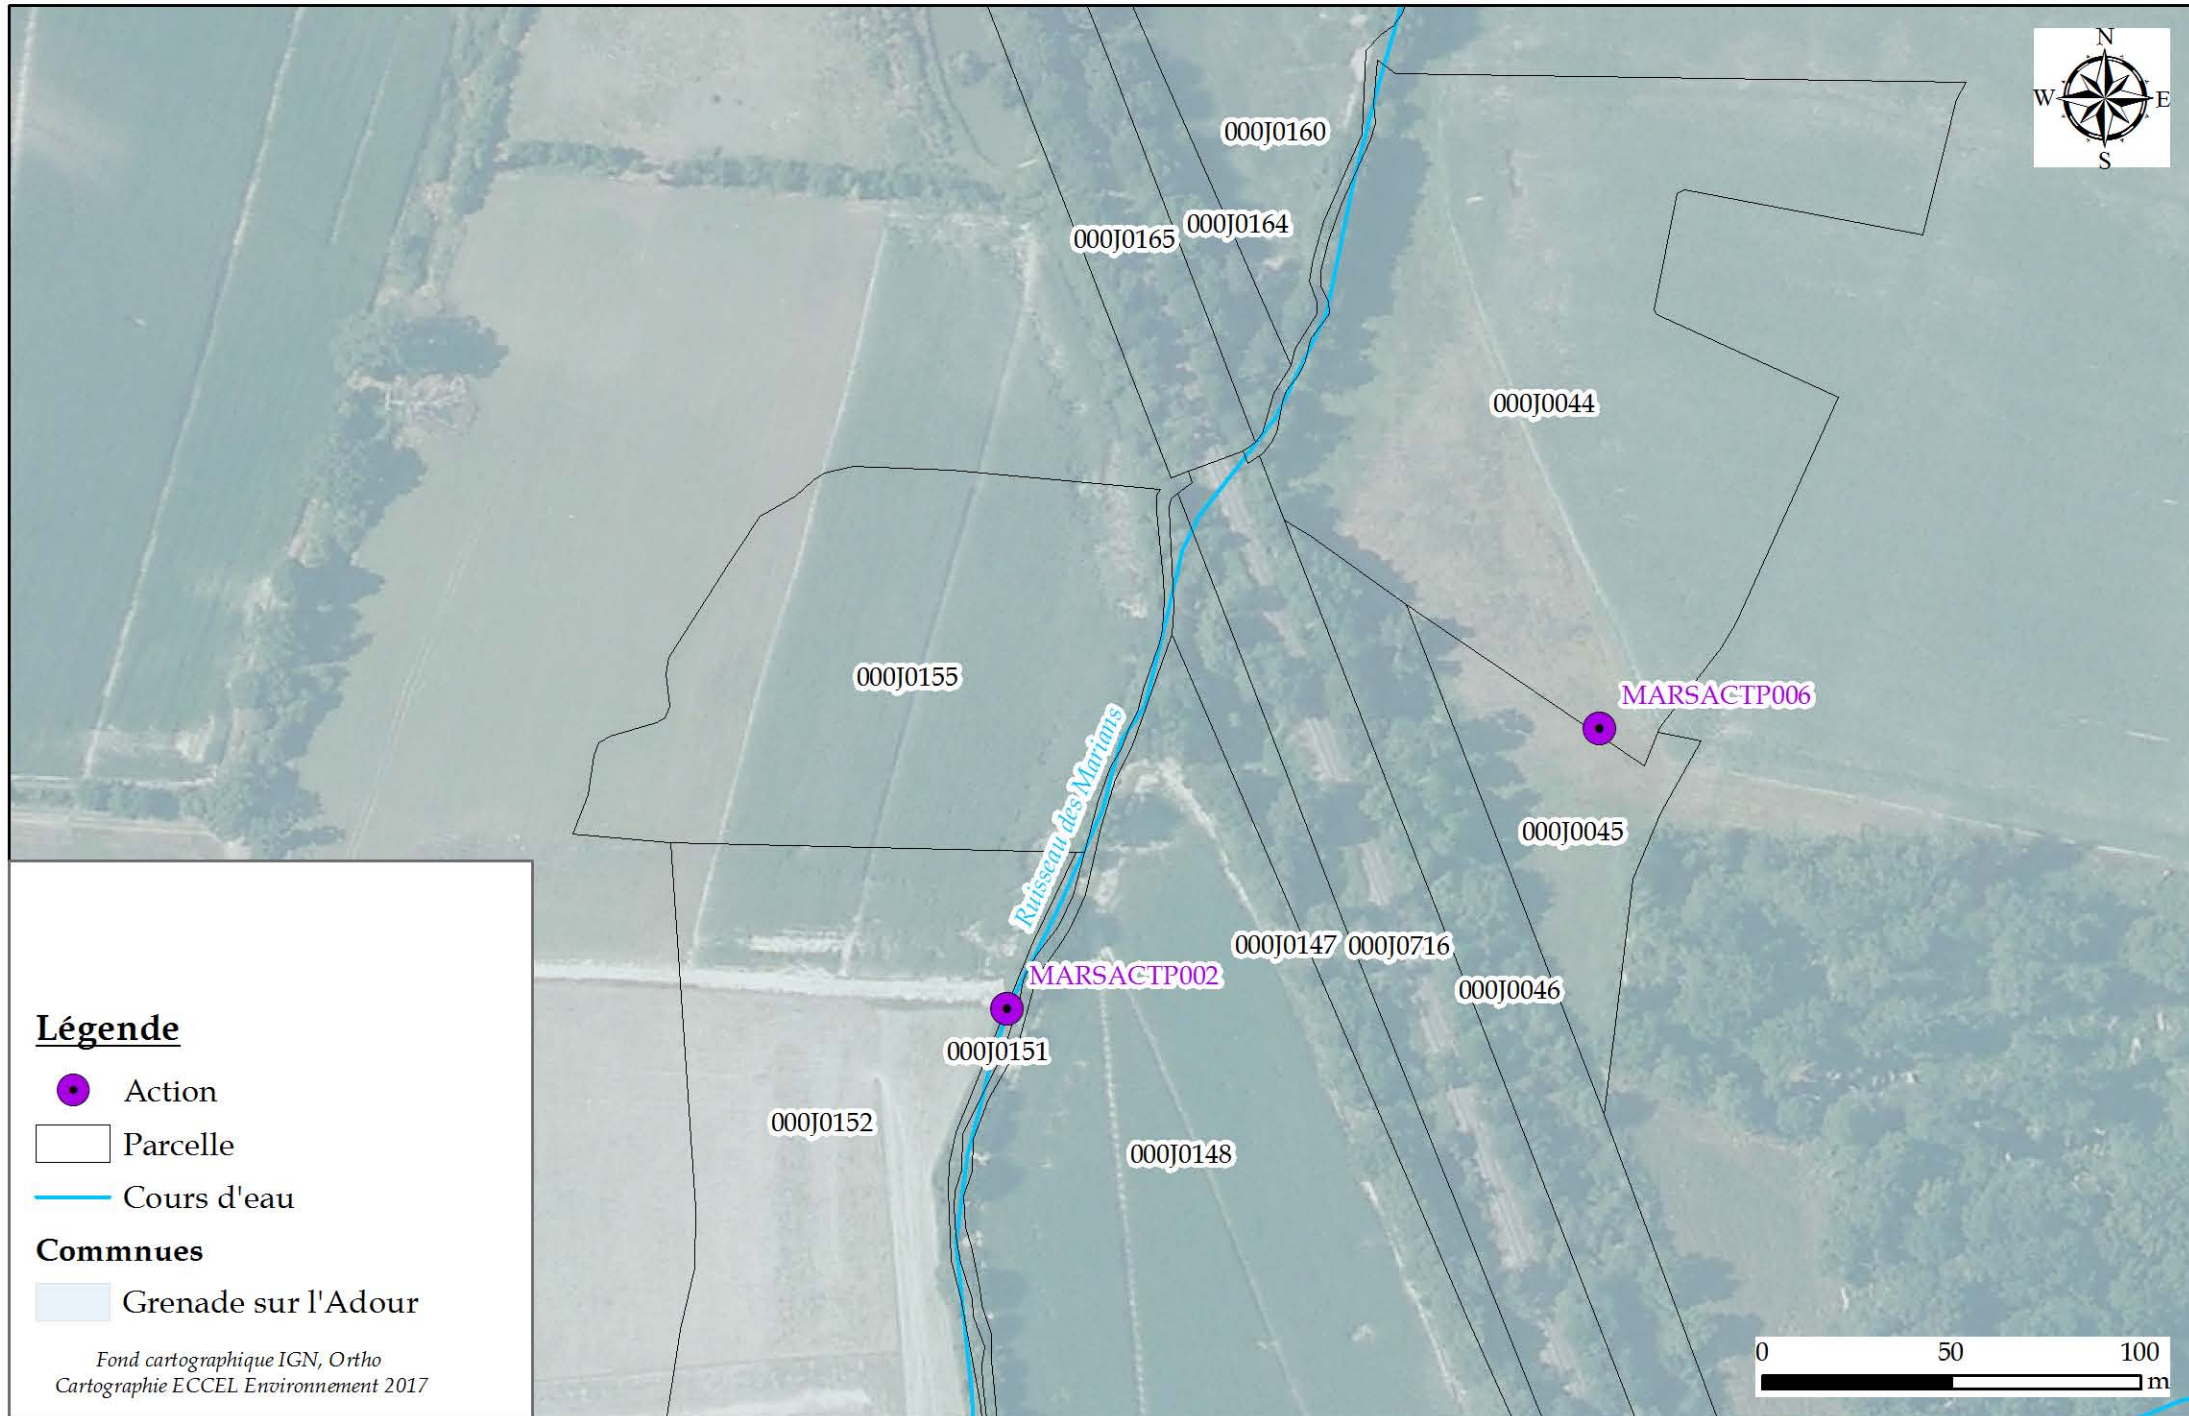 N
W E
S
000J0160
000J0164
000J0165
000J0044
000J0155
MARSACTP006
Ruisseau des Marians
000J0045
000J0147
000J0716
MARSACTP002
000J0046
000J0151
000J0152
000J0148
Légende
Action
Parcelle
Cours d'eau
Commnues
Grenade sur l'Adour
Fond cartographique IGN, Ortho
Cartographie ECCEL Environnement 2017
0 50 100
m